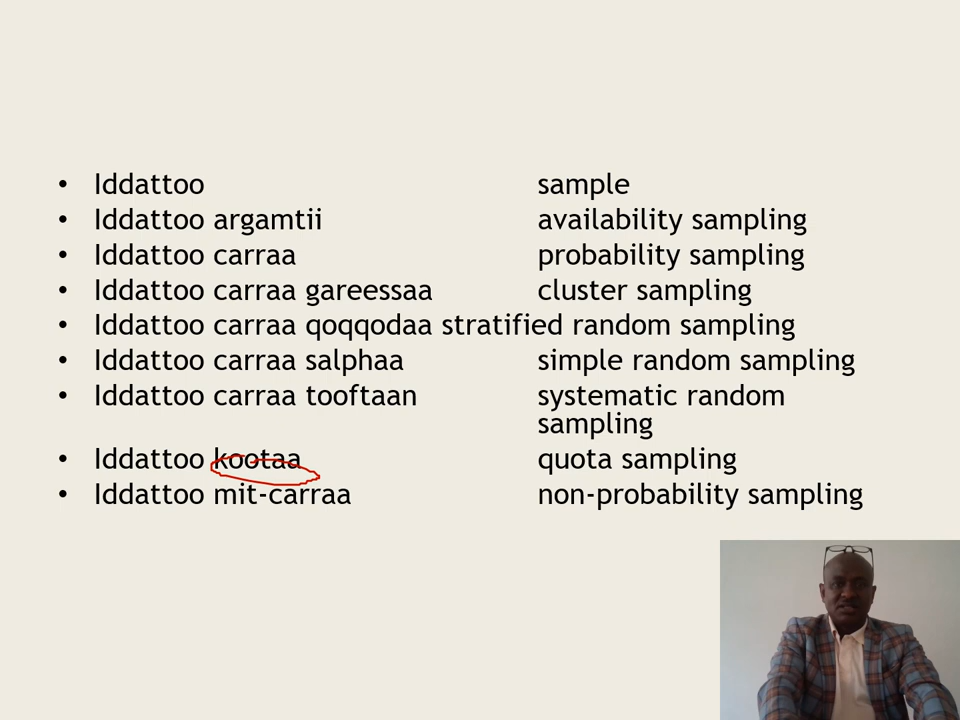 • Iddattoo sample
• Iddattoo argamtii availability sampling
• Iddattoo carraa probability sampling
• Iddattoo carraa gareessaa cluster sampling
• Iddattoo carraa qoqqodaa stratified random sampling
• Iddattoo carraa salphaa simple random sampling
• Iddattoo carraa tooftaan systematic random
sampling
• Iddattoo kootaa quota sampling
• Iddattoo mit-carraa non-probability sampling